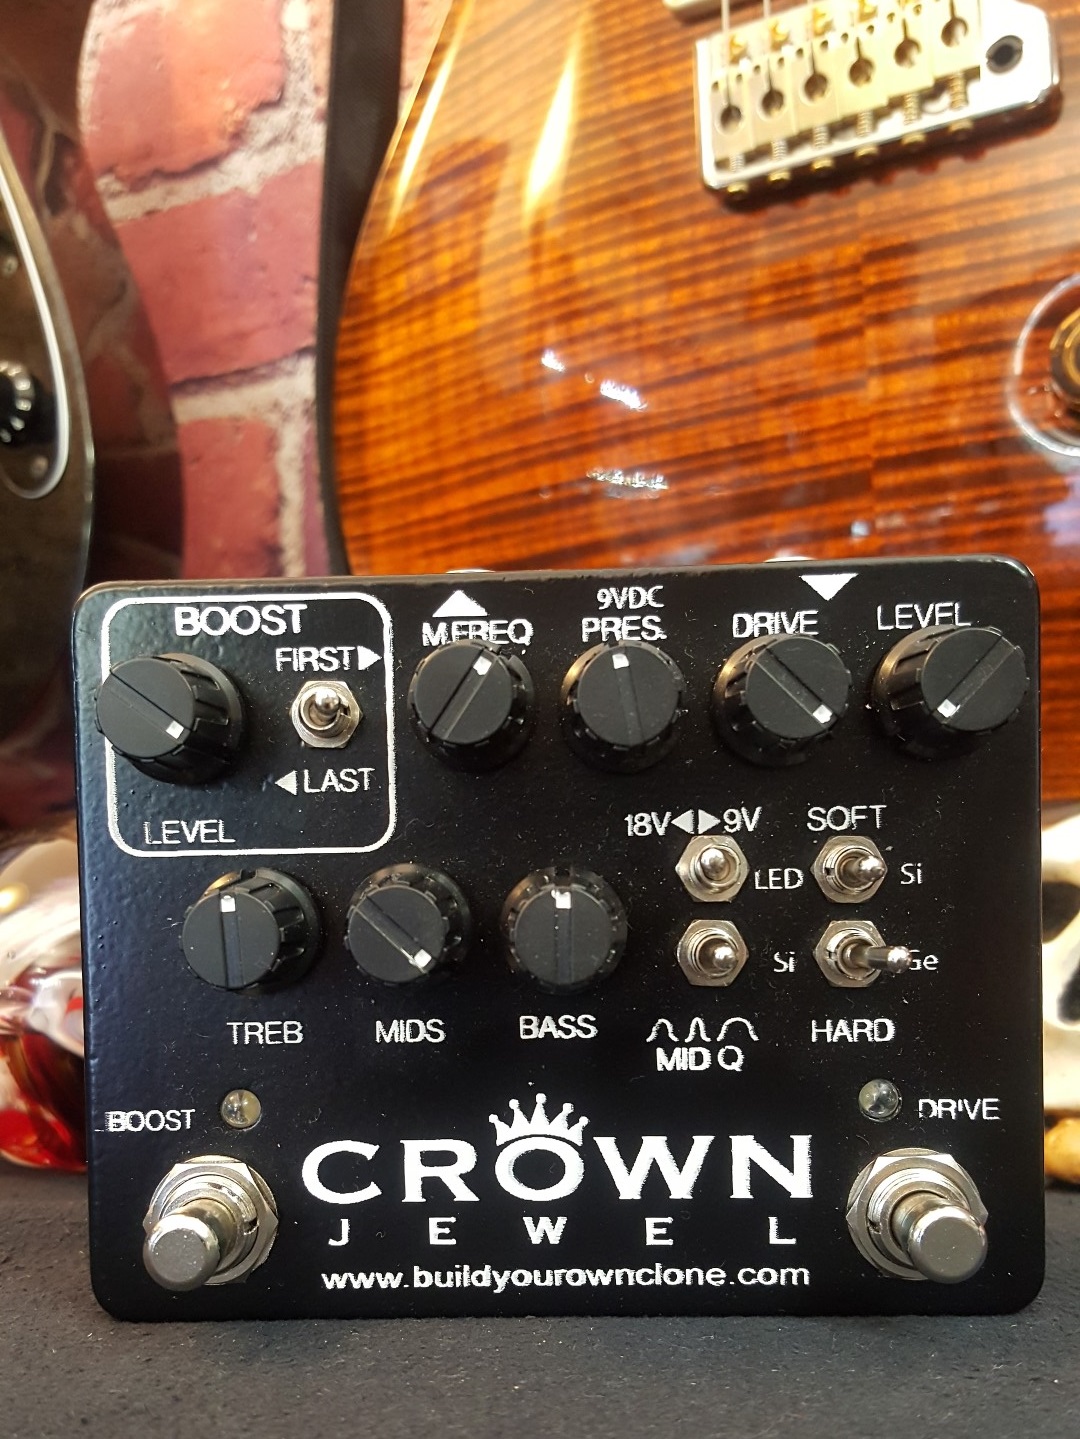 BOOST
FIRST
LAST
LEVEL
M.FREQ
9VDC
PRES.
DRIVE
LEVEL
18V 9V
SOFT
LED
Si
Si
Ge
TREB
MIDS
BASS
MID Q
HARD
BOOST
DRIVE
CROWN
JEWEL
www.buildyourownclone.com